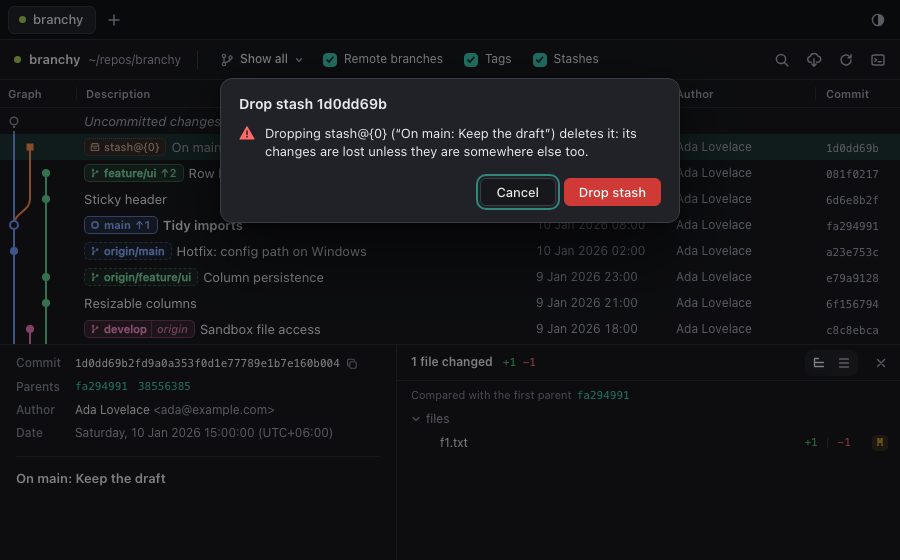 branchy
branchy ~/repos/branchy Show all Remote branches Tags Stashes
Graph Description Author Commit
Uncommitted changes
Drop stash 1d0dd69b
Dropping stash@{0} (“On main: Keep the draft”) deletes it: its
changes are lost unless they are somewhere else too.
Cancel Drop stash
stash@{0} On main Ada Lovelace 1d0dd69b
feature/ui ↑2 Row Ada Lovelace 081f0217
Sticky header Ada Lovelace 6d6e8b2f
main ↑1 Tidy imports 10 Jan 2026 08:00 Ada Lovelace fa294991
origin/main Hotfix: config path on Windows 10 Jan 2026 02:00 Ada Lovelace a23e753c
origin/feature/ui Column persistence 9 Jan 2026 23:00 Ada Lovelace e79a9128
Resizable columns 9 Jan 2026 21:00 Ada Lovelace 6f156794
develop origin Sandbox file access 9 Jan 2026 18:00 Ada Lovelace c8c8ebca
Commit 1d0dd69b2fd9a0a353f0d1e77789e1b7e160b004
Parents fa294991 38556385
Author Ada Lovelace <ada@example.com>
Date Saturday, 10 Jan 2026 15:00:00 (UTC+06:00)
On main: Keep the draft
1 file changed +1 −1
Compared with the first parent fa294991
files
f1.txt +1 −1 M